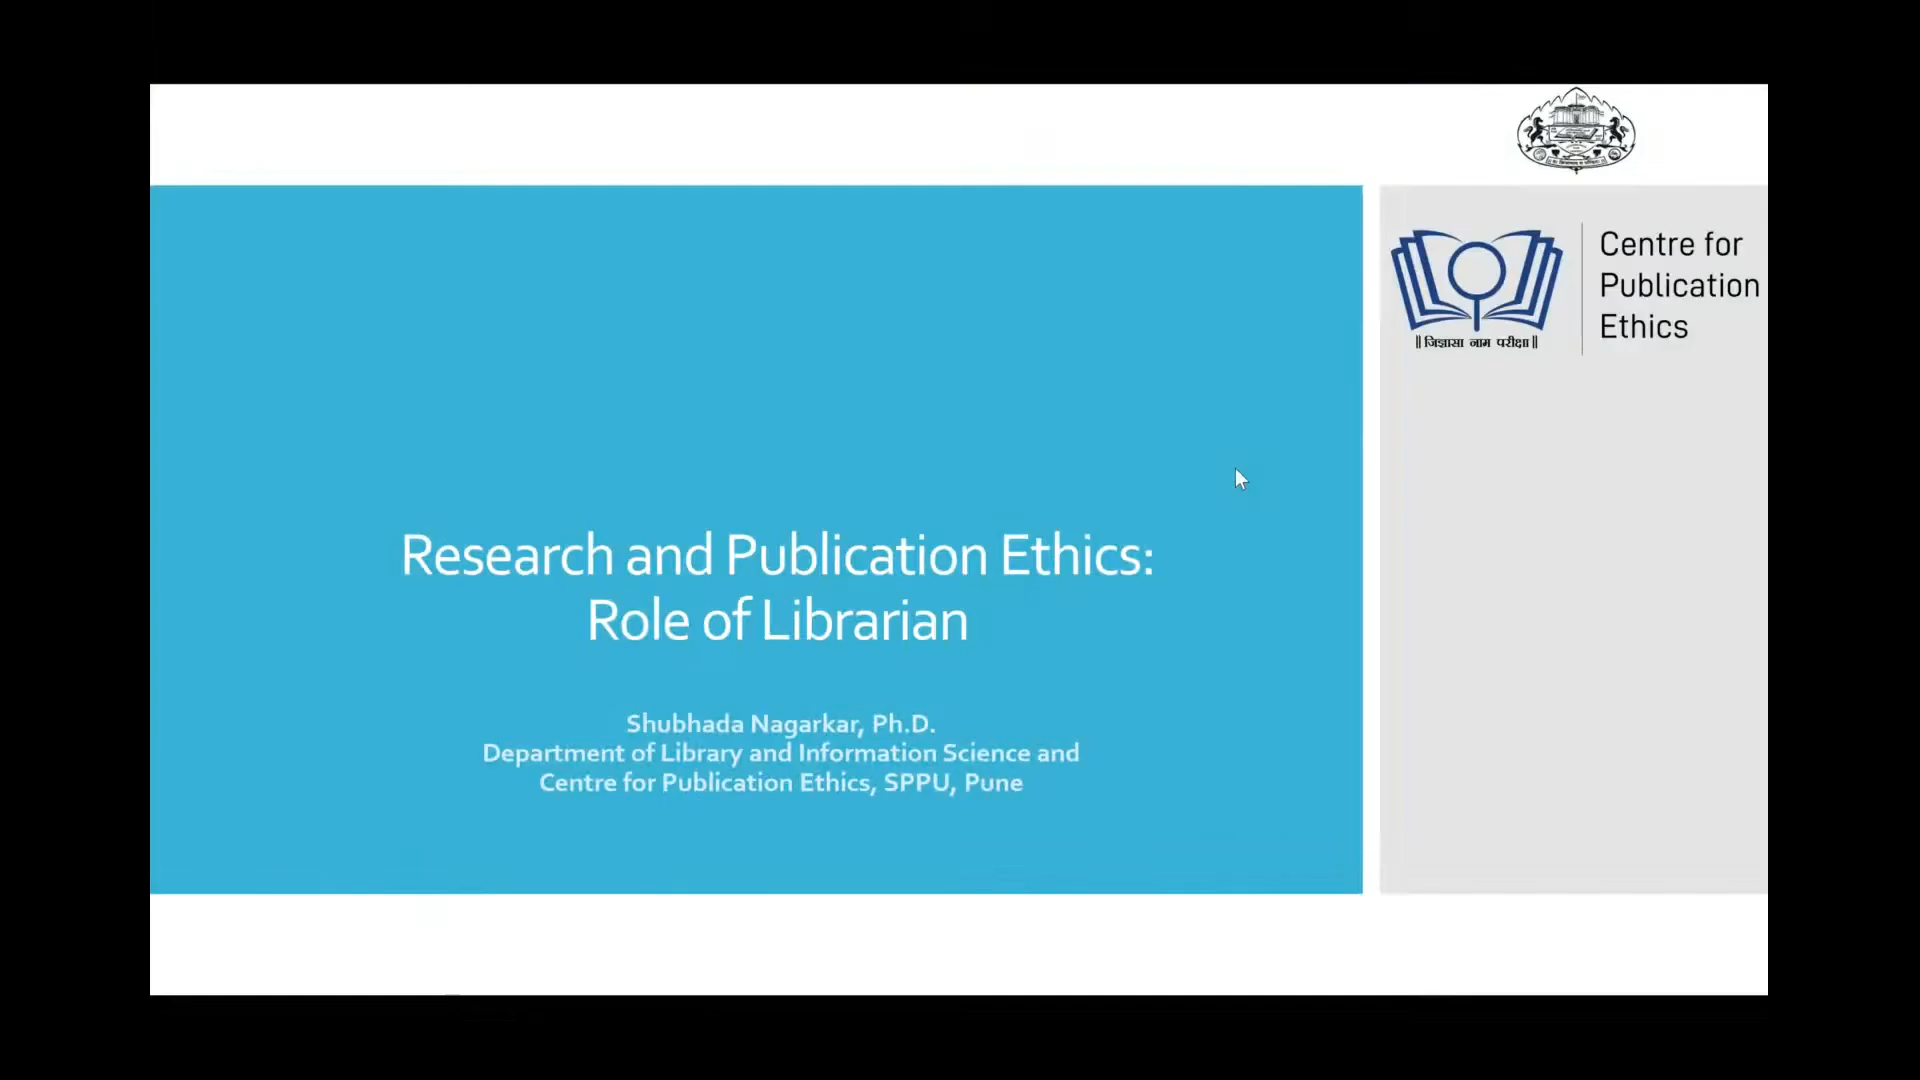 Centre for
Publication
Ethics
॥ जिज्ञासा नाम परीक्षा ॥
Research and Publication Ethics:
Role of Librarian
Shubhada Nagarkar, Ph.D.
Department of Library and Information Science and
Centre for Publication Ethics, SPPU, Pune